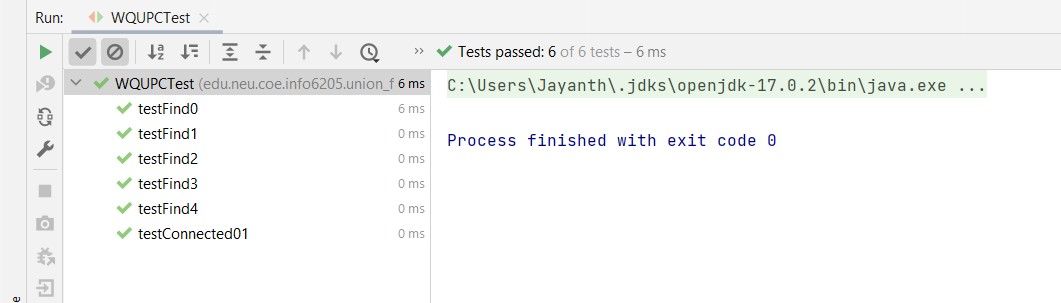 Run: WQUPCTest ×
» Tests passed: 6 of 6 tests – 6 ms
WQUPCTest (edu.neu.coe.info6205.union_f 6 ms
testFind0 6 ms
testFind1 0 ms
testFind2 0 ms
testFind3 0 ms
testFind4 0 ms
testConnected01 0 ms
C:\Users\Jayanth\.jdks\openjdk-17.0.2\bin\java.exe ...
Process finished with exit code 0